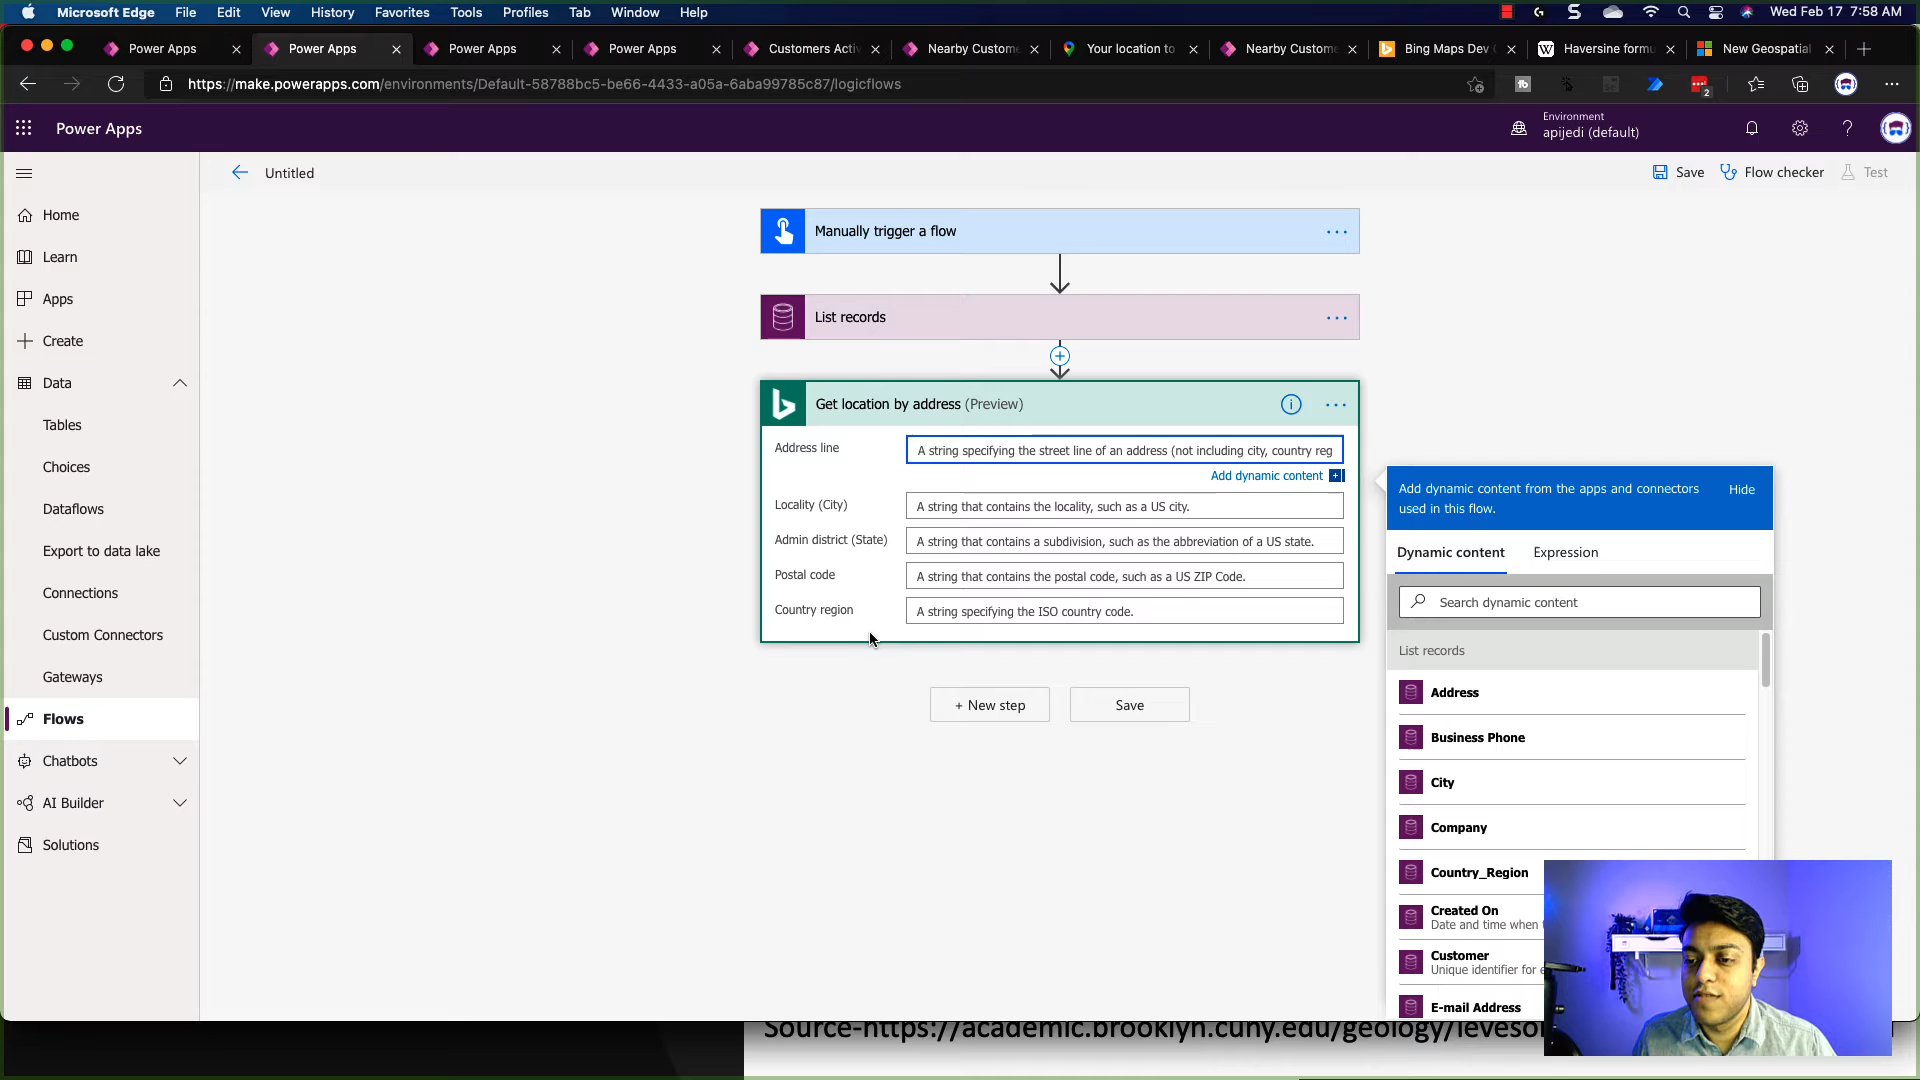 Microsoft Edge File Edit View History Favorites Tools Profiles Tab Window Help Wed Feb 17 7:58 AM
Power Apps Power Apps Power Apps Power Apps Customers Activ Nearby Custome Your location to Nearby Custome Bing Maps Dev Haversine formu New Geospatial
https://make.powerapps.com/environments/Default-58788bc5-be66-4433-a05a-6aba99785c87/logicflows
2
Power Apps
Environment
apijedi (default)
Untitled
Save Flow checker Test
Home
Learn
Apps
Create
Data
Tables
Choices
Dataflows
Export to data lake
Connections
Custom Connectors
Gateways
Flows
Chatbots
AI Builder
Solutions
Manually trigger a flow
List records
Get location by address (Preview)
Address line A string specifying the street line of an address (not including city, country reg
Add dynamic content
Locality (City) A string that contains the locality, such as a US city.
Admin district (State) A string that contains a subdivision, such as the abbreviation of a US state.
Postal code A string that contains the postal code, such as a US ZIP Code.
Country region A string specifying the ISO country code.
+ New step Save
Add dynamic content from the apps and connectors used in this flow. Hide
Dynamic content Expression
Search dynamic content
List records
Address
Business Phone
City
Company
Country_Region
Created On
Date and time when
Customer
Unique identifier for e
E-mail Address
Source-https://academic.brooklyn.cuny.edu/geology/leveso